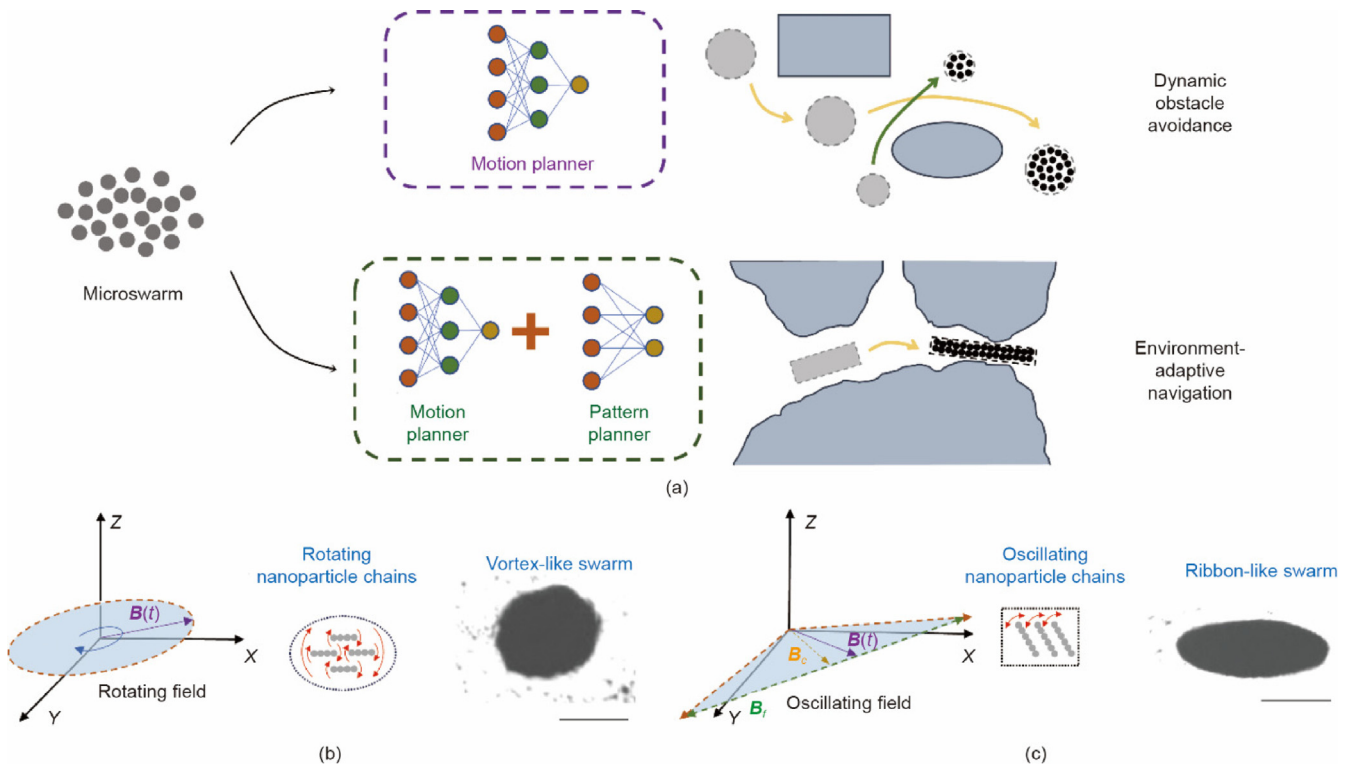 Motion planner
Dynamic
obstacle
avoidance
Microswarm
Motion
planner
Pattern
planner
Environment-
adaptive
navigation
(a)
Z
B(t)
X
Y
Rotating field
Rotating
nanoparticle chains
Vortex-like swarm
(b)
Z
B(t)
Bc
X
Y
Bf
Oscillating field
Oscillating
nanoparticle chains
Ribbon-like swarm
(c)